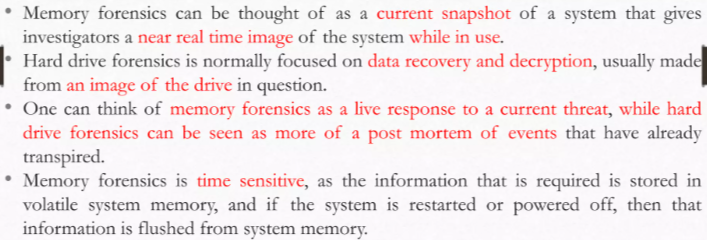 • Memory forensics can be thought of as a current snapshot of a system that gives
investigators a near real time image of the system while in use.
• Hard drive forensics is normally focused on data recovery and decryption, usually made
from an image of the drive in question.
• One can think of memory forensics as a live response to a current threat, while hard
drive forensics can be seen as more of a post mortem of events that have already
transpired.
• Memory forensics is time sensitive, as the information that is required is stored in
volatile system memory, and if the system is restarted or powered off, then that
information is flushed from system memory.